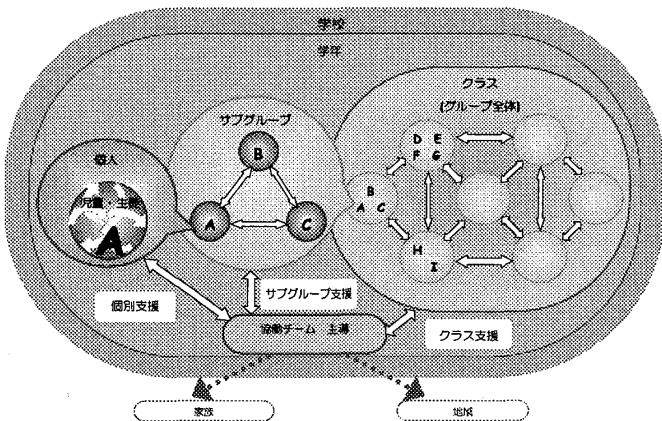 学校
学年
クラス
(グループ全体)
サブグループ
個人
児童・生徒
A
B
A
C
D E
F G
B
A C
H
I
個別支援
サブグループ支援
協働チーム 主導
クラス支援
家族
地域